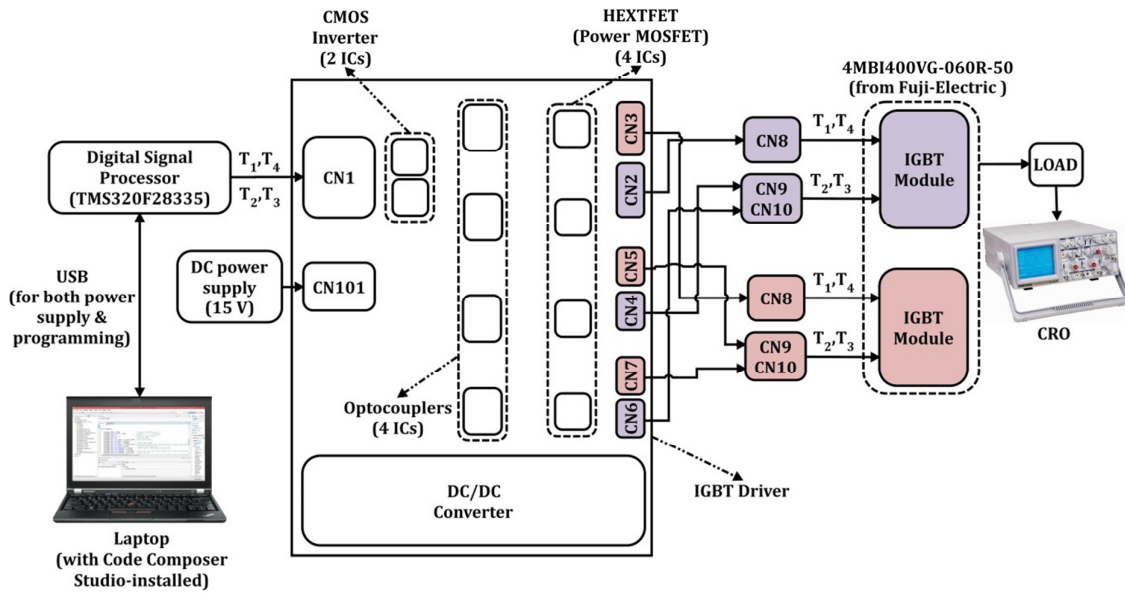 CMOS
Inverter
(2 ICs)
HEXTFET
(Power MOSFET)
(4 ICs)
4MBI400VG-060R-50
(from Fuji-Electric )
Digital Signal
Processor
(TMS320F28335)
T1,T4
T2,T3
CN1
DC power
supply
(15 V)
CN101
USB
(for both power
supply &
programming)
Optocouplers
(4 ICs)
CN3
CN2
CN5
CN4
CN7
CN6
CN8
T1,T4
CN9
CN10
T2,T3
IGBT
Module
LOAD
CN8
T1,T4
CN9
CN10
T2,T3
IGBT
Module
CRO
IGBT Driver
DC/DC
Converter
Laptop
(with Code Composer
Studio-installed)